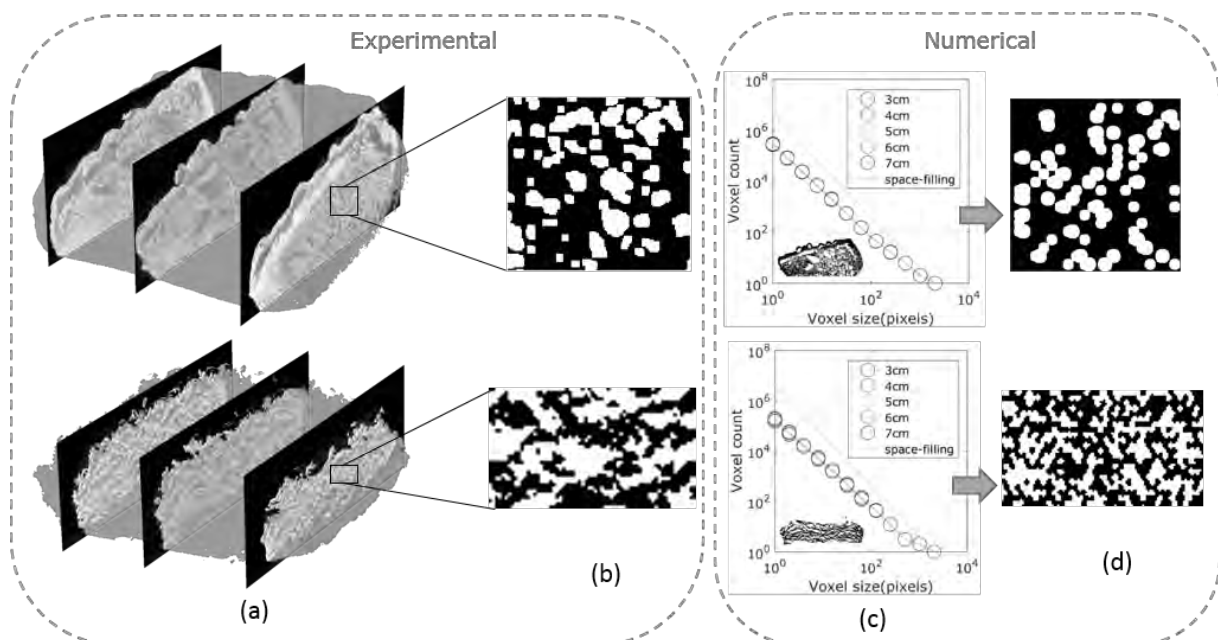 Experimental
Numerical
10^8
10^6
10^4
10^2
10^0
Voxel count
3cm
4cm
5cm
6cm
7cm
space-filling
10^0
10^2
10^4
Voxel size(pixels)
10^8
10^6
10^4
10^2
10^0
Voxel count
3cm
4cm
5cm
6cm
7cm
space-filling
10^0
10^2
10^4
Voxel size(pixels)
(a)
(b)
(c)
(d)